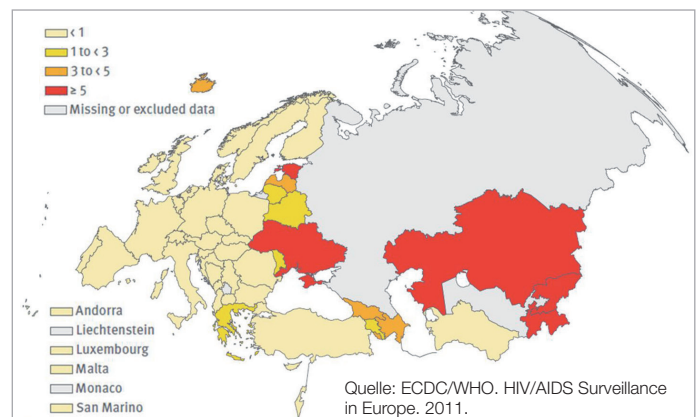 < 1
1 to < 3
3 to < 5
≥ 5
Missing or excluded data
Andorra
Liechtenstein
Luxembourg
Malta
Monaco
San Marino
Quelle: ECDC/WHO. HIV/AIDS Surveillance
in Europe. 2011.